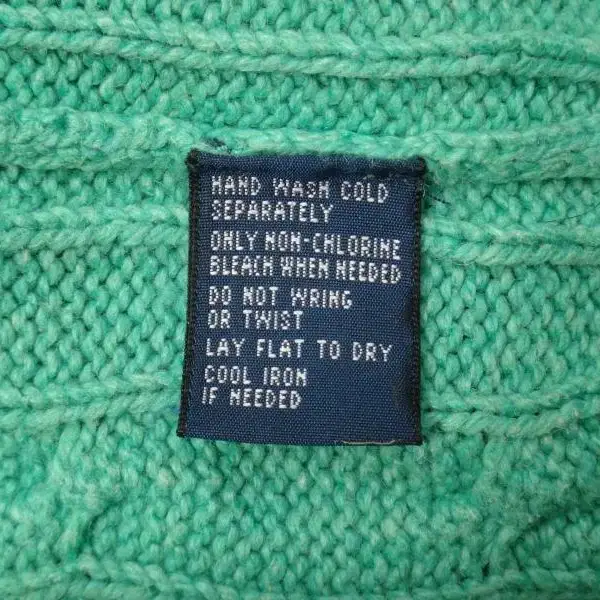 HAND WASH COLD
SEPARATELY
ONLY NON-CHLORINE
BLEACH WHEN NEEDED
DO NOT WRING
OR TWIST
LAY FLAT TO DRY
COOL IRON
IF NEEDED